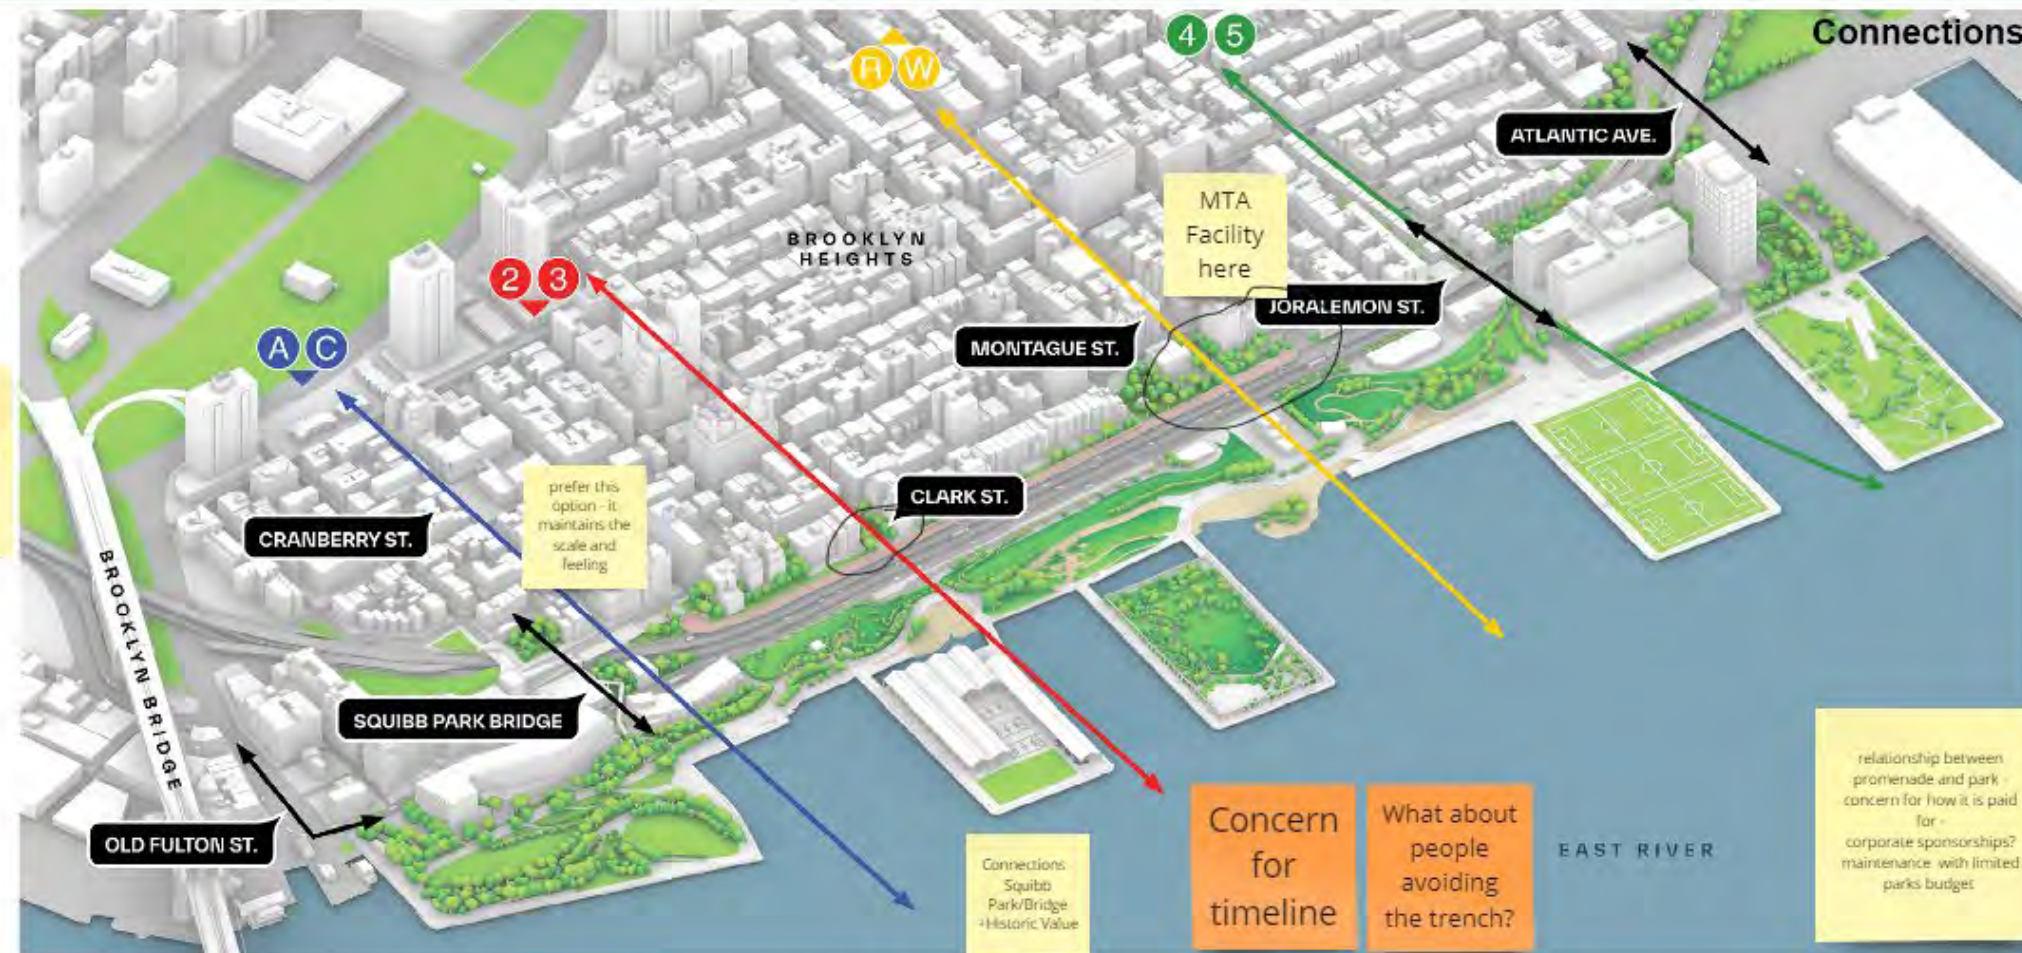 Connections
4 5
R W
ATLANTIC AVE.
MTA
Facility
here
BROOKLYN
HEIGHTS
2 3
JORALEMON ST.
MONTAGUE ST.
A C
CLARK ST.
prefer this
option - it
maintains the
scale and
feeling
CRANBERRY ST.
BROOKLYN BRIDGE
SQUIBB PARK BRIDGE
OLD FULTON ST.
Connections
Squibb
Park/Bridge
+Historic Value
Concern
for
timeline
What about
people
avoiding
the trench?
EAST RIVER
relationship between
promenade and park -
concern for how it is paid
for -
corporate sponsorships?
maintenance with limited
parks budget